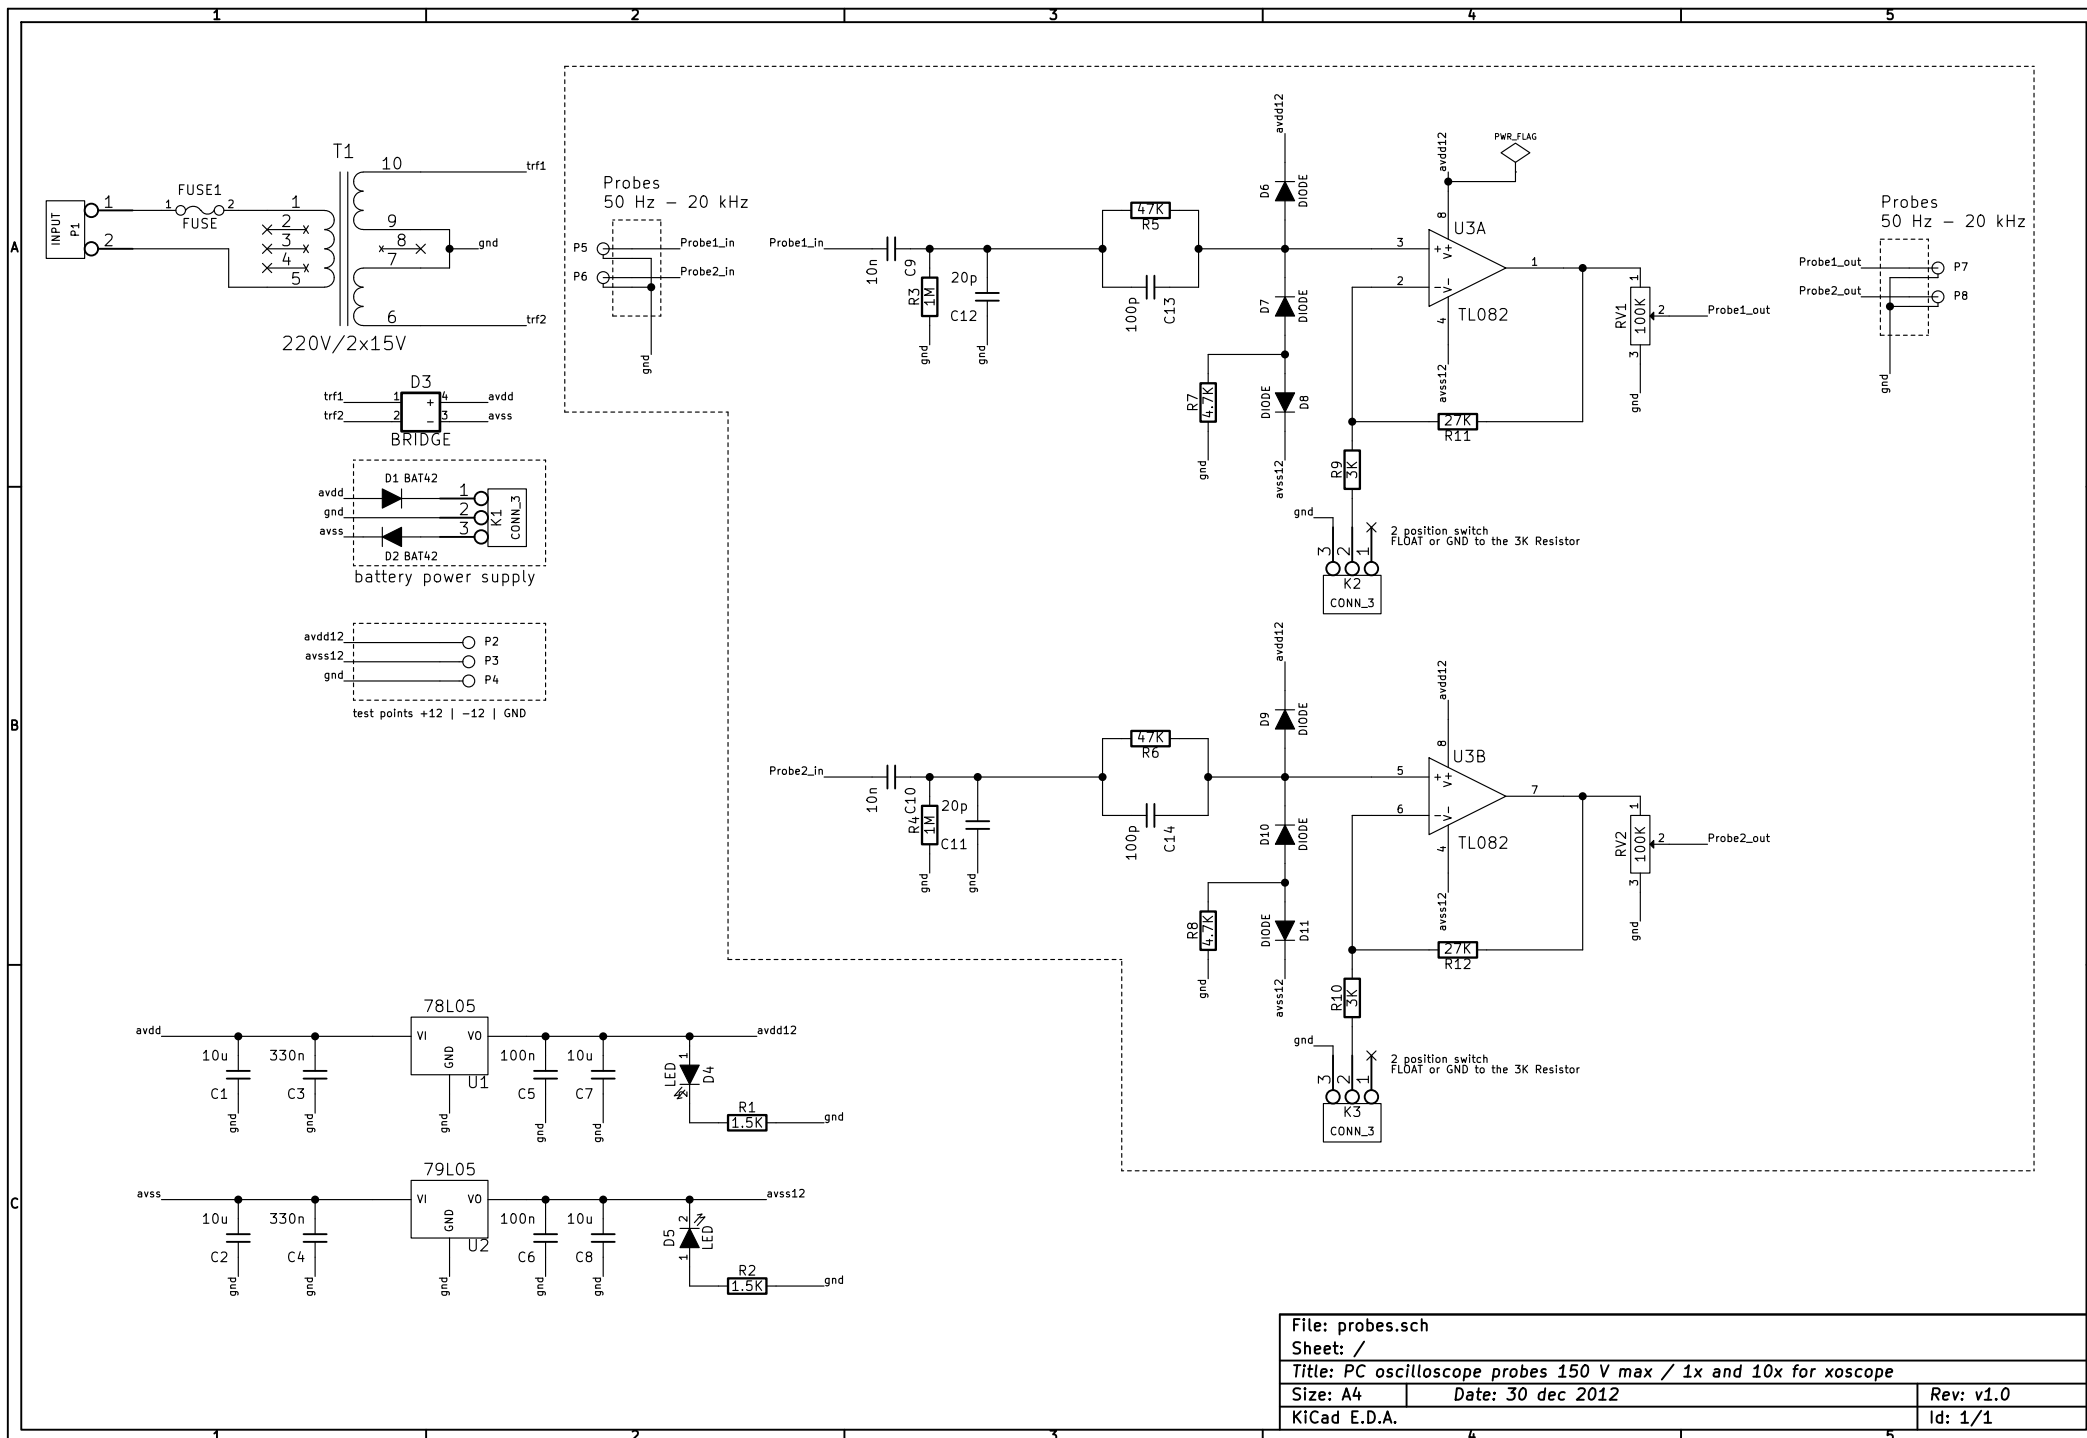 1 2 3 4 5
A
B
C
T1
10
trf1
9
8
gnd
7
6
trf2
1
2
3
4
5
220V/2x15V
FUSE1
1 2
FUSE
INPUT
P1
1
2
D3
trf1 1 + 4 avdd
trf2 2 - 3 avss
BRIDGE
D1 BAT42
avdd 1
gnd 2
avss 3
K1
CONN_3
D2 BAT42
battery power supply
avdd12 P2
avss12 P3
gnd P4
test points +12 | -12 | GND
Probes
50 Hz - 20 kHz
P5 Probe1_in
P6 Probe2_in
gnd
Probe1_in
10n
C9
R3
1M
gnd
20p
C12
gnd
47K
R5
100p
C13
avdd12
D6
DIODE
D7
DIODE
R7
4.7K
gnd
DIODE
D8
avss12
avdd12
PWR_FLAG
8
U3A
3 + V+
2 - V-
1
4
TL082
avss12
27K
R11
R9
3K
gnd
3 2 1
K2
CONN_3
2 position switch
FLOAT or GND to the 3K Resistor
RV1
100K
1
2
3
Probe1_out
gnd
Probes
50 Hz - 20 kHz
Probe1_out P7
Probe2_out P8
gnd
Probe2_in
10n
C10
R4
1M
gnd
20p
C11
gnd
47K
R6
100p
C14
avdd12
D9
DIODE
D10
DIODE
R8
4.7K
gnd
DIODE
D11
avss12
avdd12
8
U3B
5 + V+
6 - V-
7
4
TL082
avss12
27K
R12
R10
3K
gnd
3 2 1
K3
CONN_3
2 position switch
FLOAT or GND to the 3K Resistor
RV2
100K
1
2
3
Probe2_out
gnd
78L05
avdd
VI VO
GND
U1
avdd12
10u
C1
gnd
330n
C3
gnd
gnd
100n
C5
gnd
10u
C7
gnd
LED
D4
1
2
R1
1.5K
gnd
79L05
avss
VI VO
GND
U2
avss12
10u
C2
gnd
330n
C4
gnd
gnd
100n
C6
gnd
10u
C8
gnd
D5
LED
2
1
R2
1.5K
gnd
File: probes.sch
Sheet: /
Title: PC oscilloscope probes 150 V max / 1x and 10x for xoscope
Size: A4 Date: 30 dec 2012 Rev: v1.0
KiCad E.D.A. Id: 1/1
1 2 3 4 5